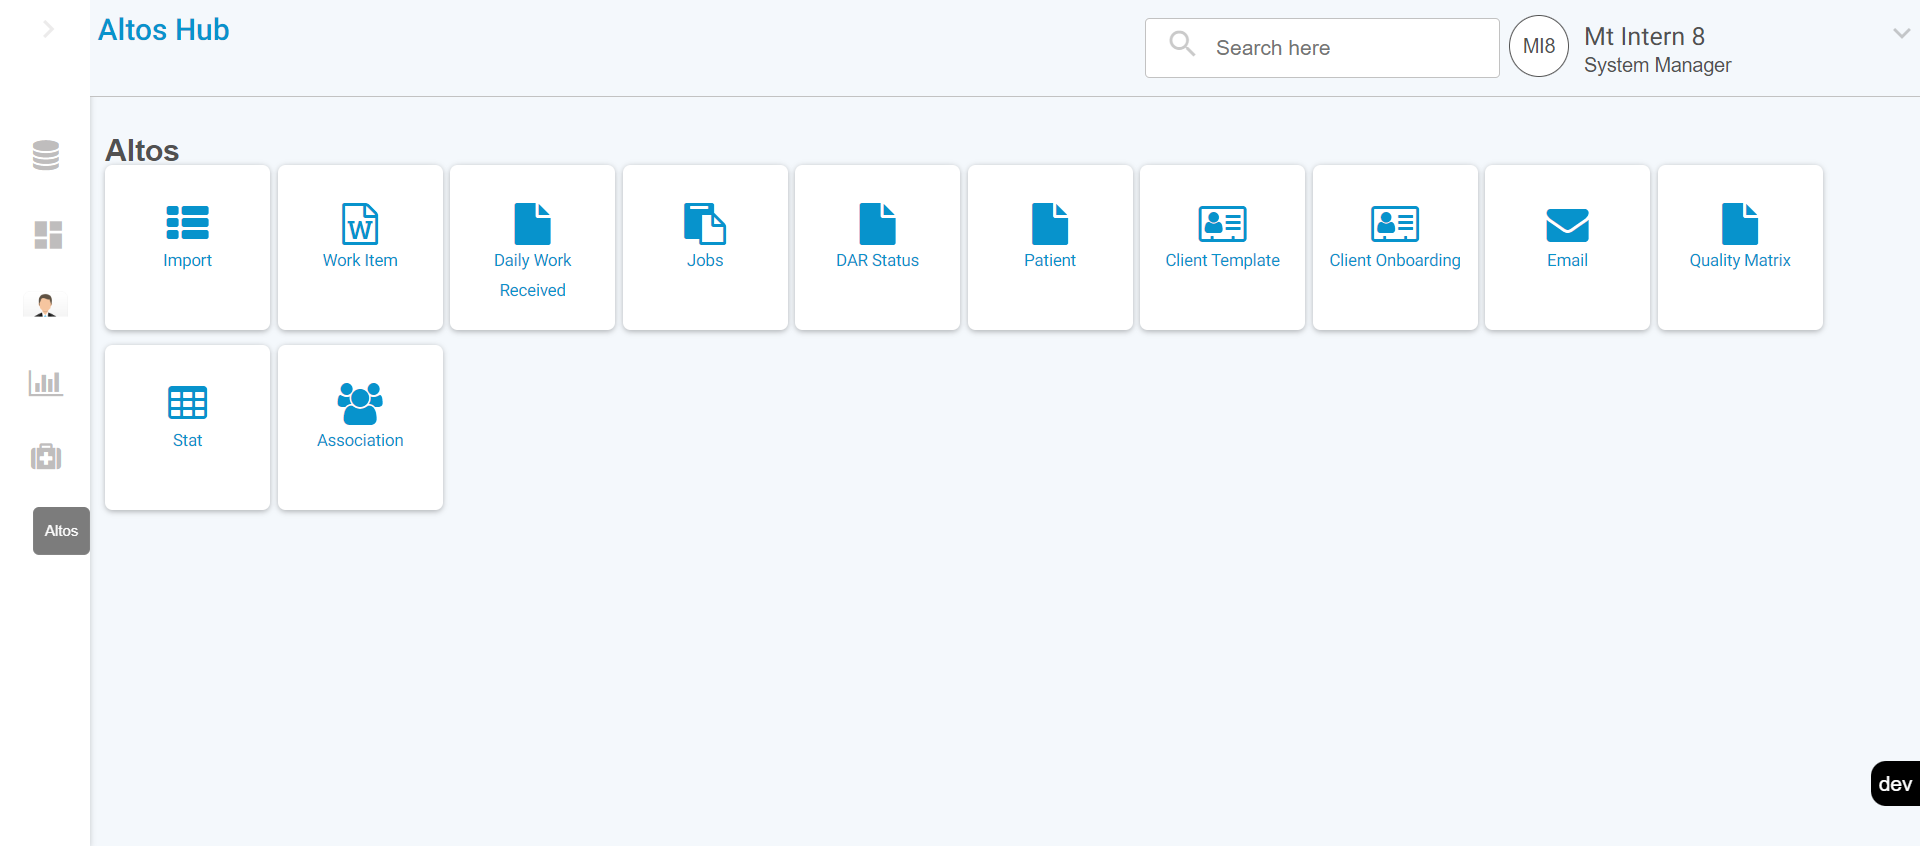 Altos Hub
Search here
MI8
Mt Intern 8
System Manager
Altos
Import
W
Work Item
Daily Work
Received
Jobs
DAR Status
Patient
Client Template
Client Onboarding
Email
Quality Matrix
Stat
Association
Altos
dev